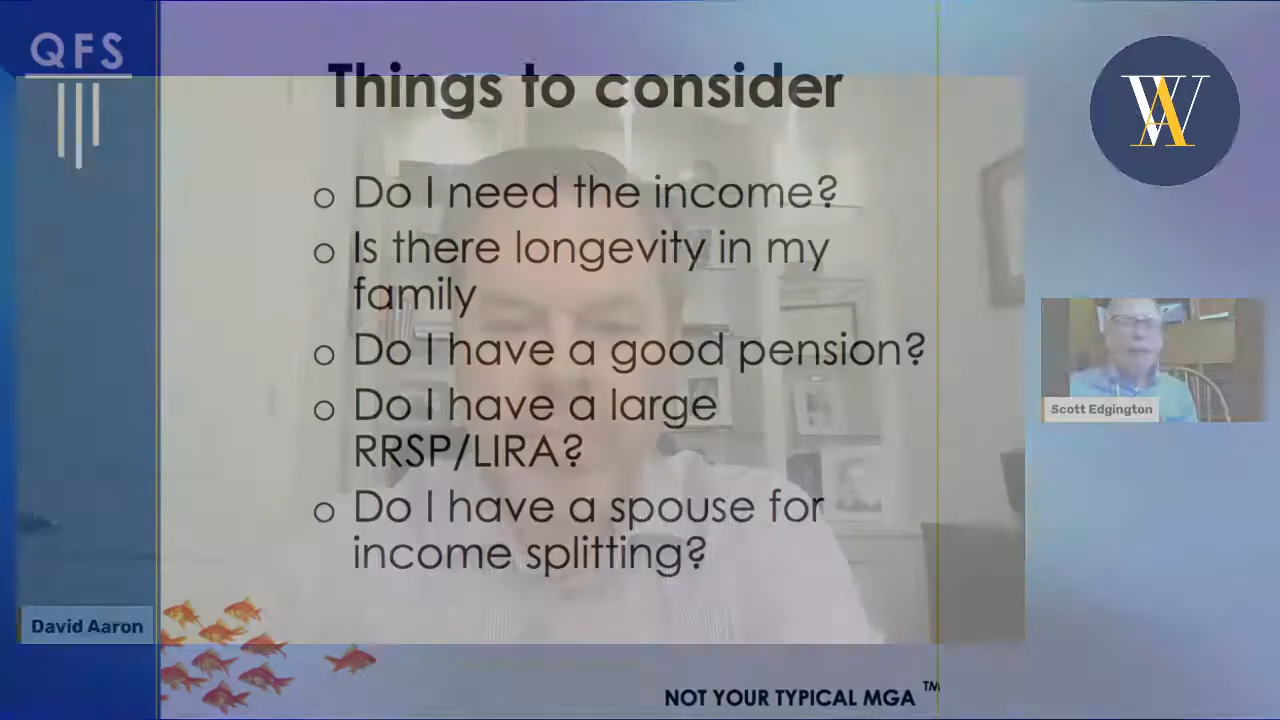 QFS
Things to consider
WA
o Do I need the income?
o Is there longevity in my
family
o Do I have a good pension?
o Do I have a large
RRSP/LIRA?
o Do I have a spouse for
income splitting?
Scott Edgington
David Aaron
NOT YOUR TYPICAL MGA ™